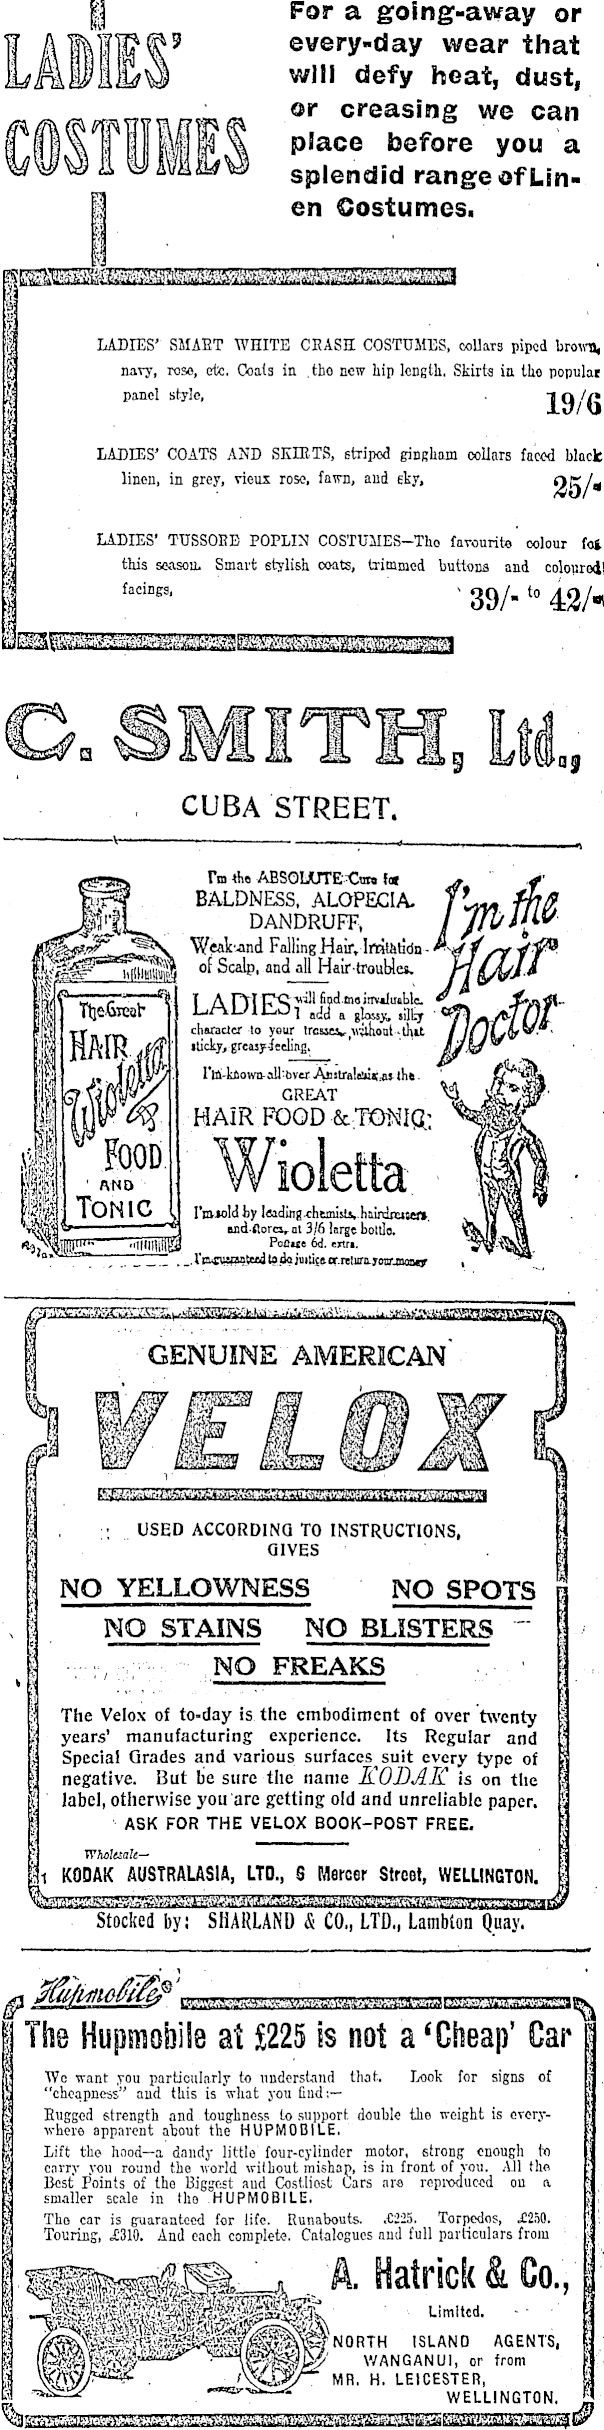 LADIES'
COSTUMES
For a going-away or
every-day wear that
will defy heat, dust,
or creasing we can
place before you a
splendid range of Lin-
en Costumes.
LADIES' SMART WHITE CRASH COSTUMES, collars piped brown,
navy, rose, etc. Coats in the new hip length. Skirts in the popular
panel style,
19/6
LADIES' COATS AND SKIRTS, striped gingham collars faced black
linen, in grey, vieux rose, fawn, and sky,
25/-
LADIES' TUSSORE POPLIN COSTUMES—The favourite colour for
this season. Smart stylish coats, trimmed buttons and coloured
facings,
39/- to 42/-
C. SMITH, Ltd.,
CUBA STREET.
The Great
HAIR
Wioletta
FOOD
AND
TONIC
I'm the ABSOLUTE Cure for
BALDNESS, ALOPECIA.
DANDRUFF,
Weak and Falling Hair, Irritation
of Scalp, and all Hair troubles.
LADIES will find me invaluable.
I add a glossy, silky
character to your tresses, without that
sticky, greasy feeling.
I'm known all over Australasia as the
GREAT
HAIR FOOD & TONIC:
Wioletta
I'm sold by leading chemists, hairdressers,
and stores, at 3/6 large bottle.
Postage 6d. extra.
I'm guaranteed to do justice or return your money
I'm the
Hair
Doctor
GENUINE AMERICAN
VELOX
USED ACCORDING TO INSTRUCTIONS,
GIVES
NO YELLOWNESS NO SPOTS
NO STAINS NO BLISTERS
NO FREAKS
The Velox of to-day is the embodiment of over twenty
years' manufacturing experience. Its Regular and
Special Grades and various surfaces suit every type of
negative. But be sure the name KODAK is on the
label, otherwise you are getting old and unreliable paper.
ASK FOR THE VELOX BOOK—POST FREE.
Wholesale—
1 KODAK AUSTRALASIA, LTD., 6 Mercer Street, WELLINGTON.
Stocked by: SHARLAND & CO., LTD., Lambton Quay.
Hupmobile
The Hupmobile at £225 is not a 'Cheap' Car
We want you particularly to understand that. Look for signs of
"cheapness" and this is what you find:—
Rugged strength and toughness to support double the weight is every-
where apparent about the HUPMOBILE.
Lift the hood—a dandy little four-cylinder motor, strong enough to
carry you round the world without mishap, is in front of you. All the
Best Points of the Biggest and Costliest Cars are reproduced on a
smaller scale in the HUPMOBILE.
The car is guaranteed for life. Runabouts. £225. Torpedos, £250.
Touring, £310. And each complete. Catalogues and full particulars from
A. Hatrick & Co.,
Limited.
NORTH ISLAND AGENTS,
WANGANUI, or from
MR. H. LEICESTER,
WELLINGTON.